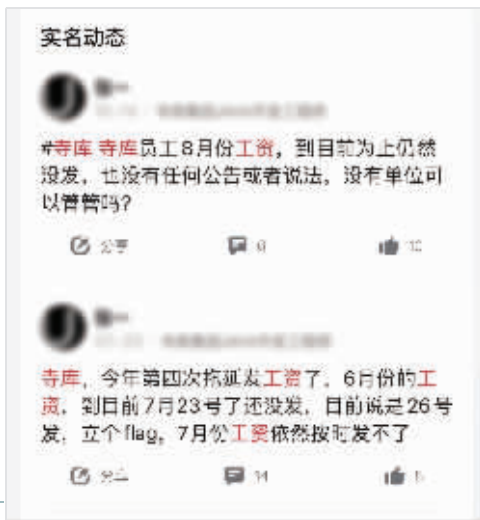 实名动态
#寺库 寺库员工8月份工资，到目前为止仍然
没发，也没有任何公告或者说法，没有单位可
以管管吗？
分享
寺库，今年第四次拖延发工资了，6月份的工
资，到目前7月23号了还没发，目前说是26号
发，立个flag，7月份工资依然按时发不了
分享 14